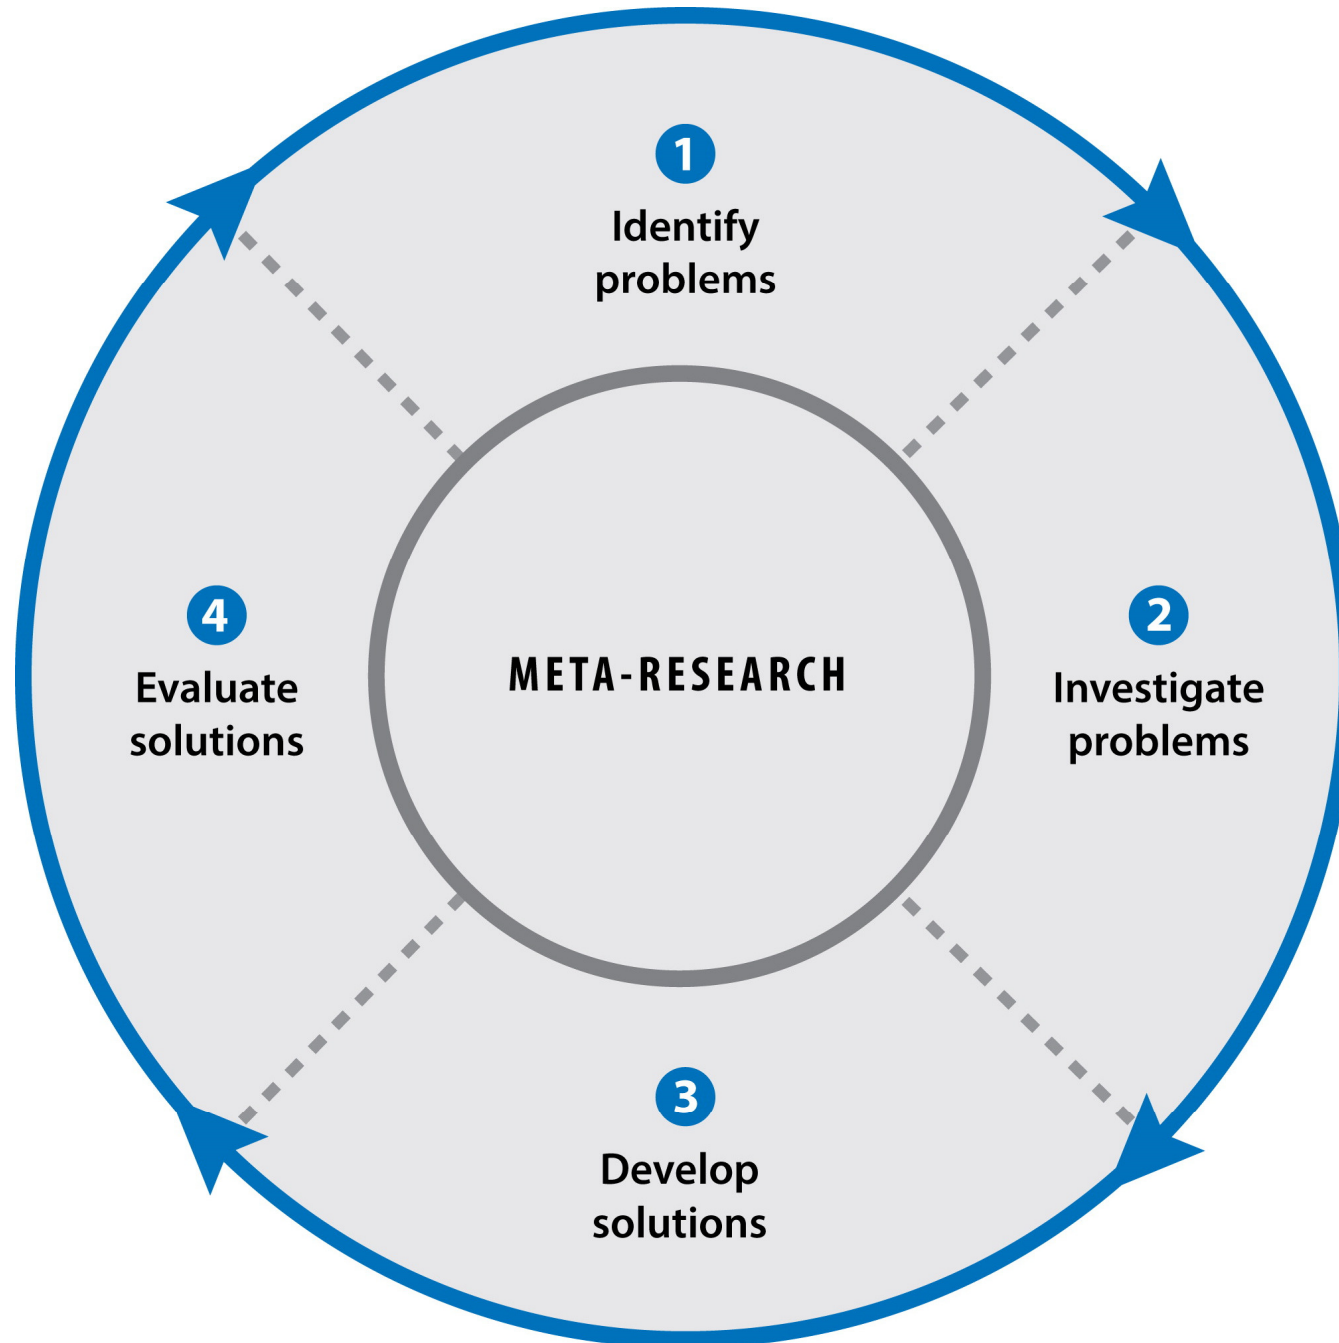 1
Identify
problems
2
Investigate
problems
3
Develop
solutions
4
Evaluate
solutions
META-RESEARCH